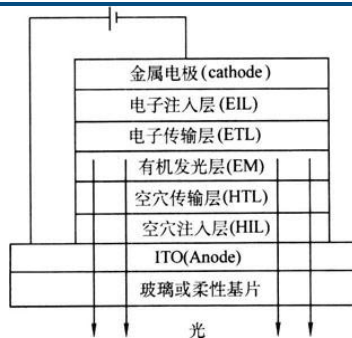 金属电极(cathode)
电子注入层(EIL)
电子传输层(ETL)
有机发光层(EM)
空穴传输层(HTL)
空穴注入层(HIL)
ITO(Anode)
玻璃或柔性基片
光